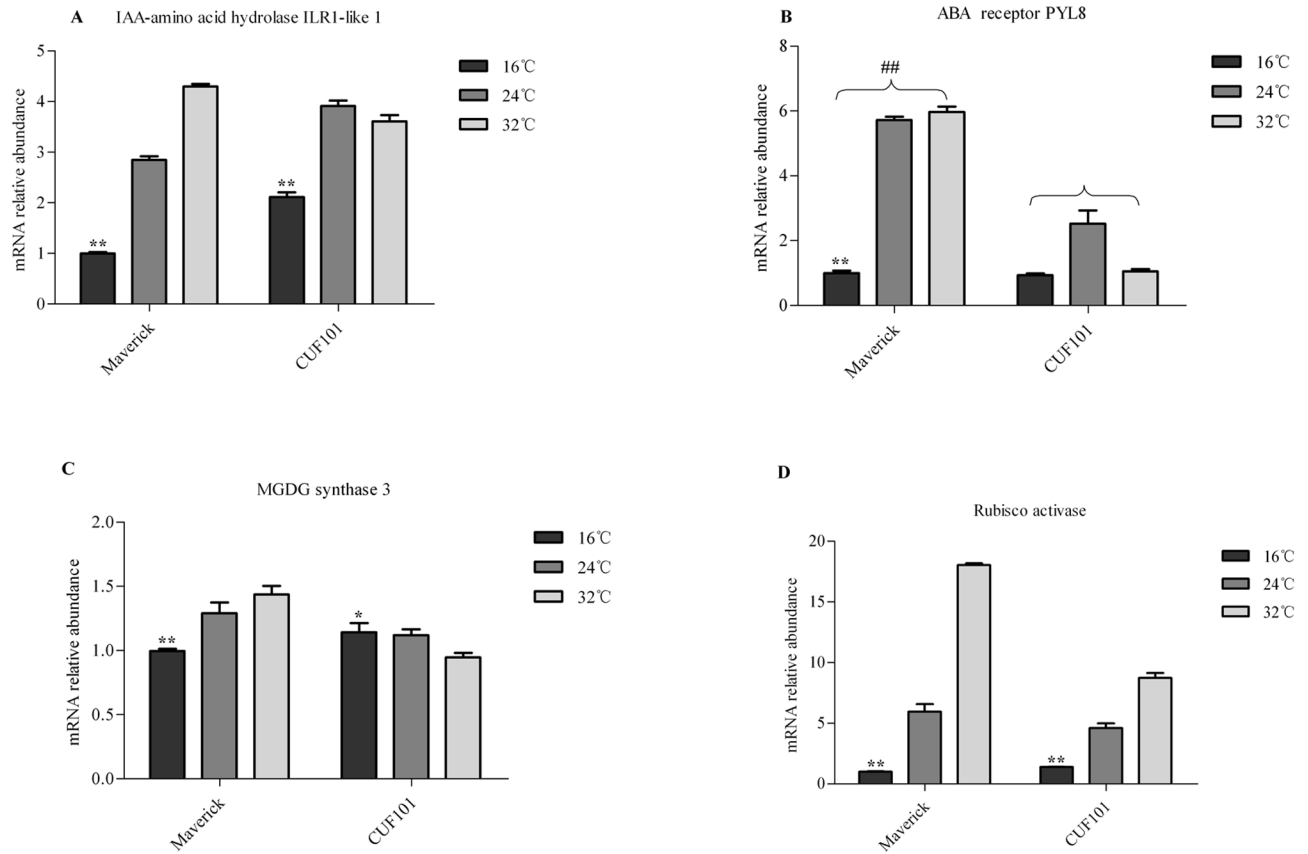 A IAA-amino acid hydrolase ILR1-like 1
mRNA relative abundance
5
4
3
2
1
0
**
**
Maverick
CUF101
16℃
24℃
32℃
B ABA receptor PYL8
mRNA relative abundance
8
6
4
2
0
##
**
Maverick
CUF101
16℃
24℃
32℃
C
MGDG synthase 3
mRNA relative abundance
2.0
1.5
1.0
0.5
0.0
**
*
Maverick
CUF101
16℃
24℃
32℃
D
Rubisco activase
mRNA relative abundance
20
15
10
5
0
**
**
Maverick
CUF101
16℃
24℃
32℃